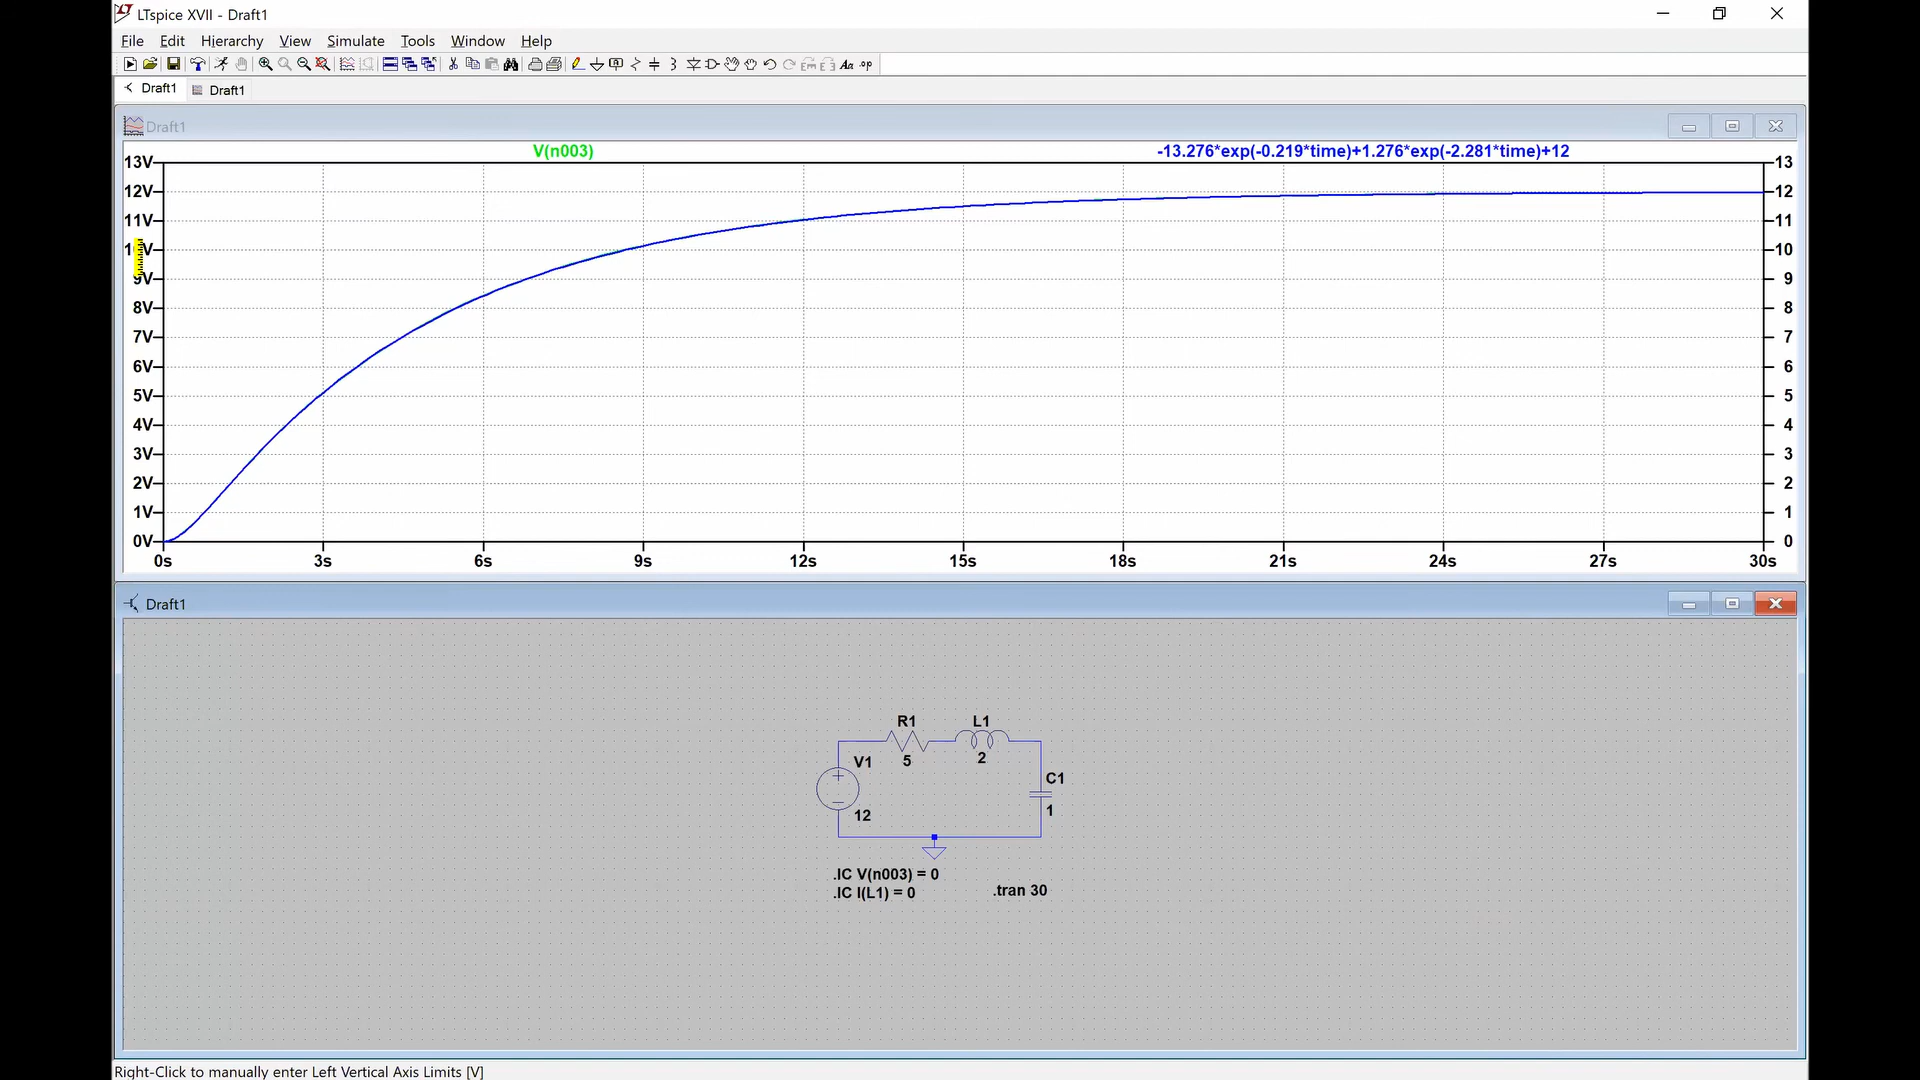 LTspice XVII - Draft1
File Edit Hierarchy View Simulate Tools Window Help
Draft1 Draft1
Draft1
V(n003) -13.276*exp(-0.219*time)+1.276*exp(-2.281*time)+12
13V 13
12V 12
11V 11
10
9V 9
8V 8
7V 7
6V 6
5V 5
4V 4
3V 3
2V 2
1V 1
0V 0
0s 3s 6s 9s 12s 15s 18s 21s 24s 27s 30s
Draft1
R1 L1
V1 5 2
C1
12 1
.IC V(n003) = 0
.IC I(L1) = 0 .tran 30
Right-Click to manually enter Left Vertical Axis Limits [V]